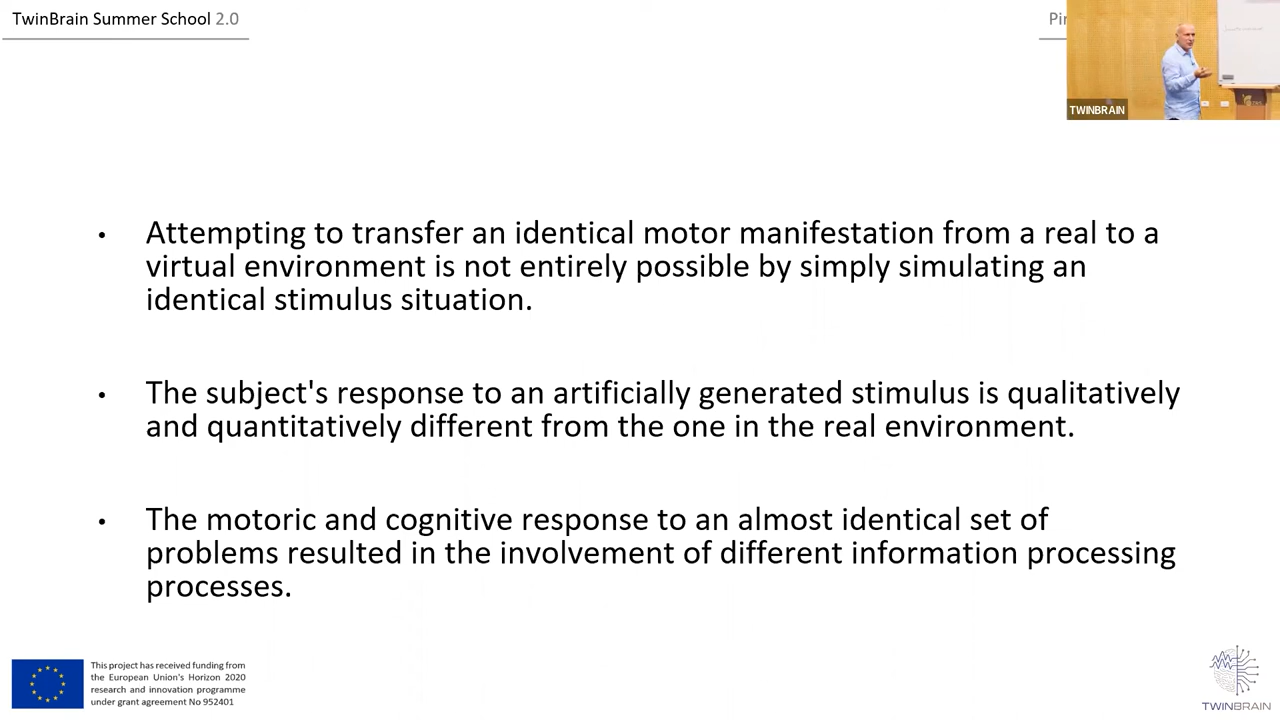 TwinBrain Summer School 2.0
TWINBRAIN
• Attempting to transfer an identical motor manifestation from a real to a
virtual environment is not entirely possible by simply simulating an
identical stimulus situation.
• The subject's response to an artificially generated stimulus is qualitatively
and quantitatively different from the one in the real environment.
• The motoric and cognitive response to an almost identical set of
problems resulted in the involvement of different information processing
processes.
This project has received funding from
the European Union's Horizon 2020
research and innovation programme
under grant agreement No 952401
TWINBRAIN